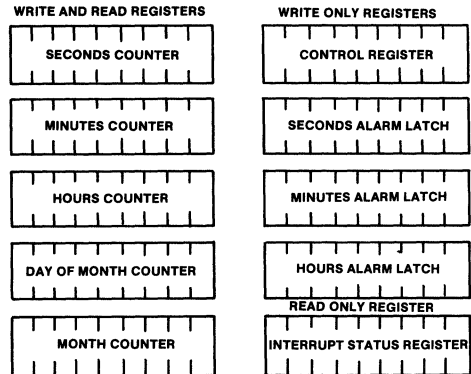 WRITE AND READ REGISTERS
SECONDS COUNTER
MINUTES COUNTER
HOURS COUNTER
DAY OF MONTH COUNTER
MONTH COUNTER
WRITE ONLY REGISTERS
CONTROL REGISTER
SECONDS ALARM LATCH
MINUTES ALARM LATCH
HOURS ALARM LATCH
READ ONLY REGISTER
INTERRUPT STATUS REGISTER